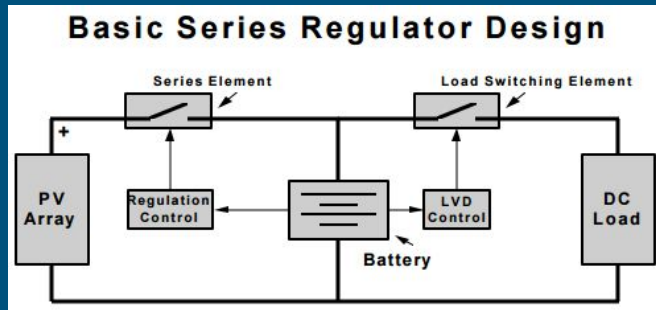 Basic Series Regulator Design
Series Element
Load Switching Element
+
PV
Array
Regulation
Control
LVD
Control
DC
Load
Battery